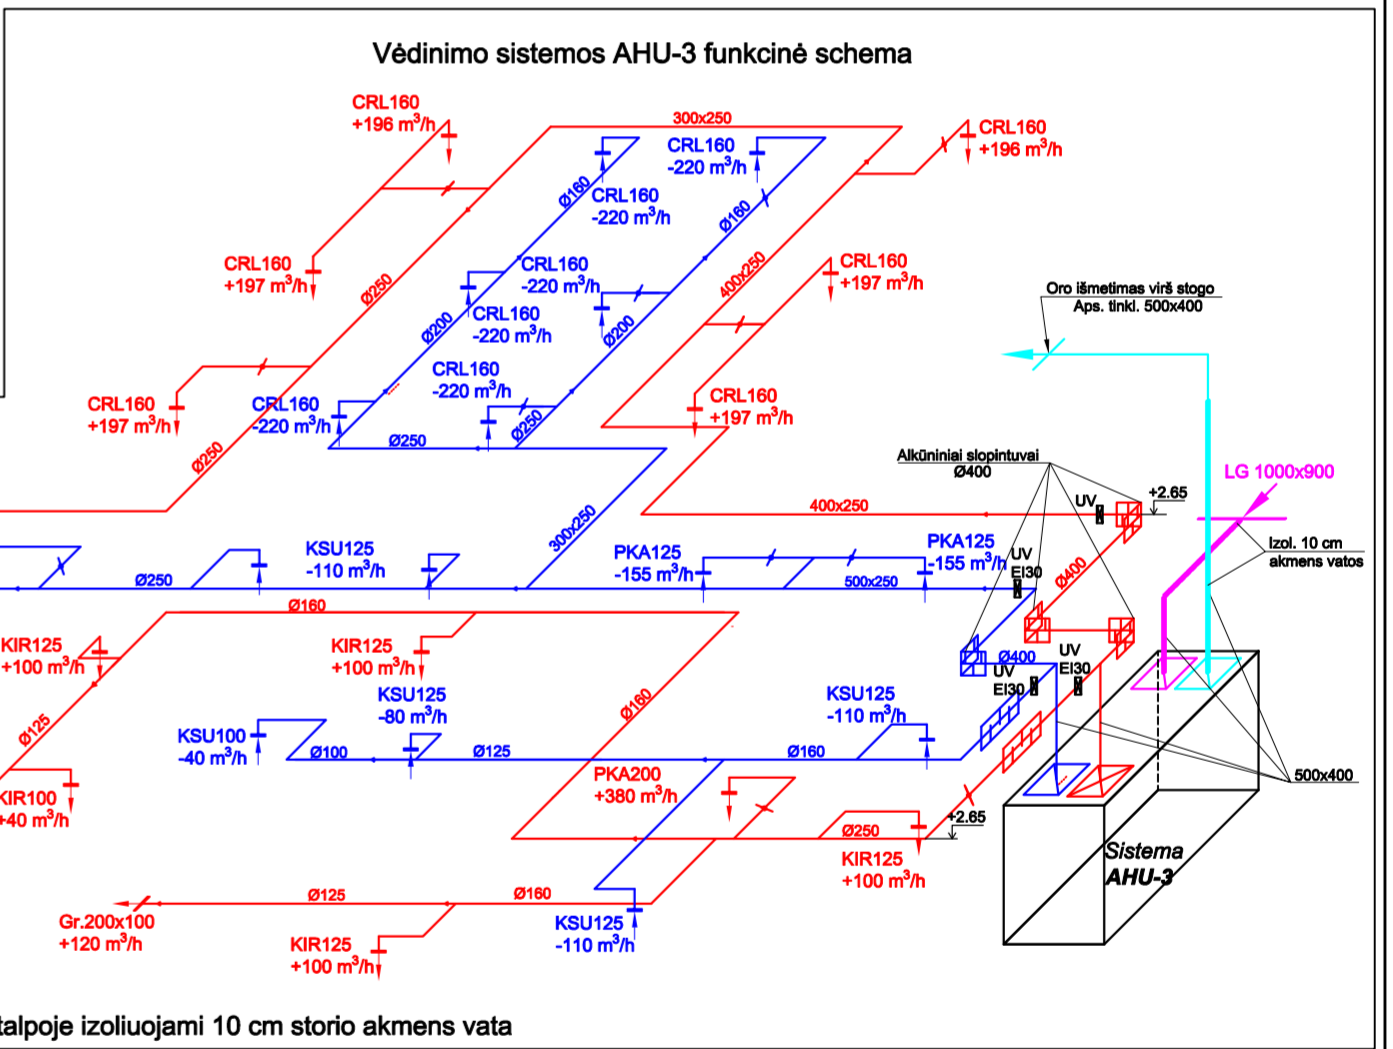 Vėdinimo sistemos AHU-3 funkcinė schema
CRL160
+196 m³/h
300x250
CRL160
+196 m³/h
CRL160
-220 m³/h
Ø160
CRL160
-220 m³/h
Ø160
CRL160
+197 m³/h
Ø250
CRL160
-220 m³/h
400x250
CRL160
+197 m³/h
Oro išmetimas virš stogo
Aps. tinkl. 500x400
Ø200
CRL160
-220 m³/h
Ø200
CRL160
-220 m³/h
CRL160
+197 m³/h
CRL160
-220 m³/h
CRL160
+197 m³/h
Ø250
Ø250
Ø250
Alkūniniai slopintuvai
Ø400
LG 1000x900
+2.65
UV
400x250
300x250
Izol. 10 cm
akmens vatos
KSU125
-110 m³/h
PKA125
-155 m³/h
PKA125
-155 m³/h
UV
EI30
Ø400
Ø250
500x250
Ø160
KIR125
+100 m³/h
KIR125
+100 m³/h
Ø400
UV
EI30
UV
EI30
KSU125
-80 m³/h
Ø160
KSU125
-110 m³/h
Ø125
KSU100
-40 m³/h
Ø100
Ø125
Ø160
PKA200
+380 m³/h
500x400
KIR100
+40 m³/h
+2.65
Ø250
KIR125
+100 m³/h
Sistema
AHU-3
Ø125
Ø160
Gr.200x100
+120 m³/h
KSU125
-110 m³/h
KIR125
+100 m³/h
talpoje izoliuojami 10 cm storio akmens vata